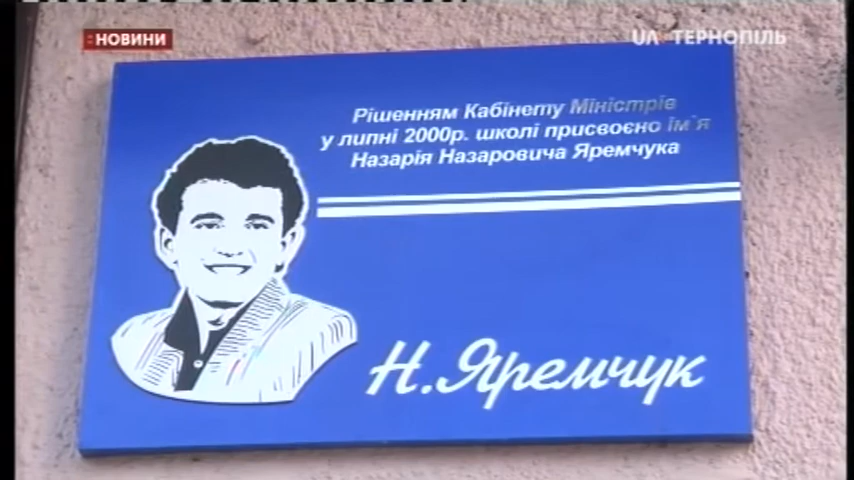 :НОВИНИ
UA:ТЕРНОПІЛЬ
Рішенням Кабінету Міністрів
у липні 2000р. школі присвоєно ім`я
Назарія Назаровича Яремчука
Н.Яремчук